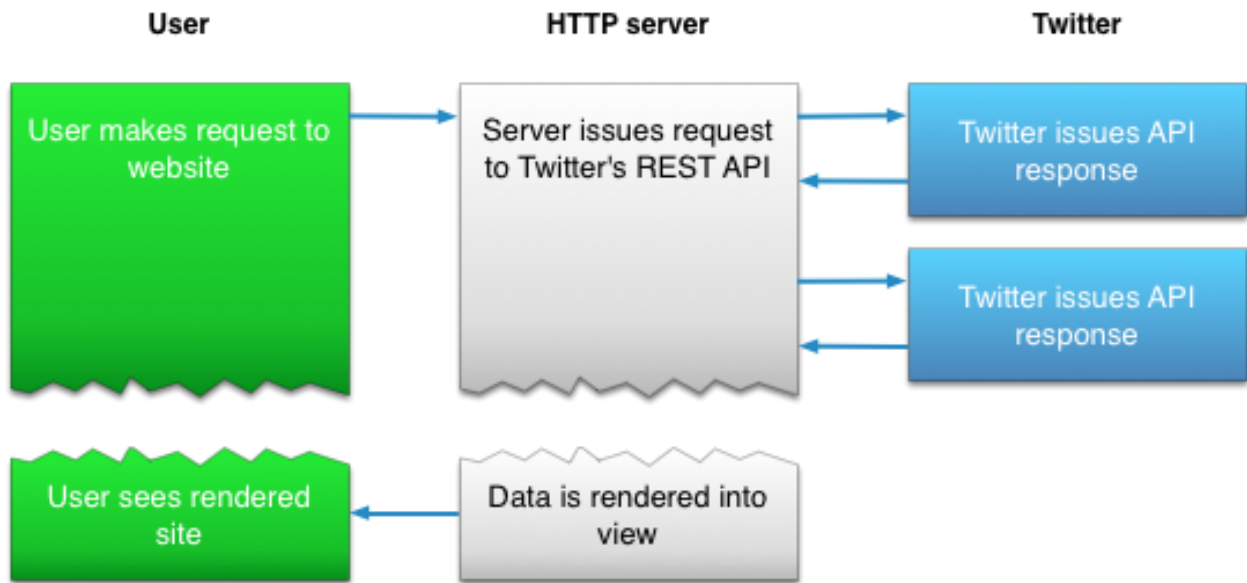 User
HTTP server
Twitter
User makes request to
website
Server issues request
to Twitter's REST API
Twitter issues API
response
Twitter issues API
response
User sees rendered
site
Data is rendered into
view